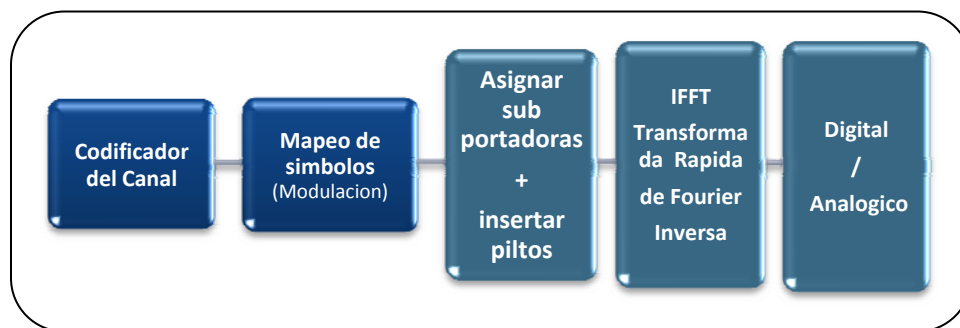 Codificador
del Canal
Mapeo de
simbolos
(Modulacion)
Asignar
sub
portadoras
+
insertar
piltos
IFFT
Transforma
da Rapida
de Fourier
Inversa
Digital
/
Analogico